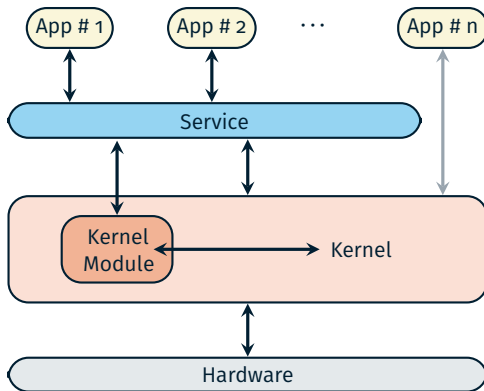 App # 1
App # 2
...
App # n
Service
Kernel
Module
Kernel
Hardware